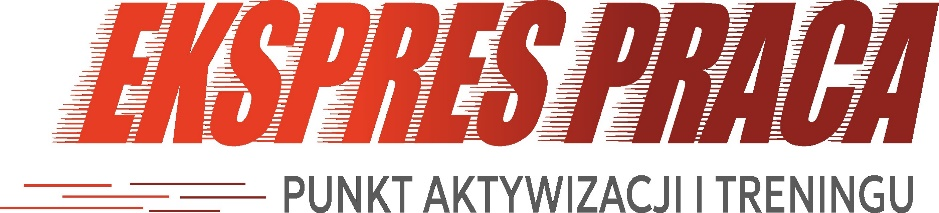 EKSPRES PRACA
PUNKT AKTYWIZACJI I TRENINGU